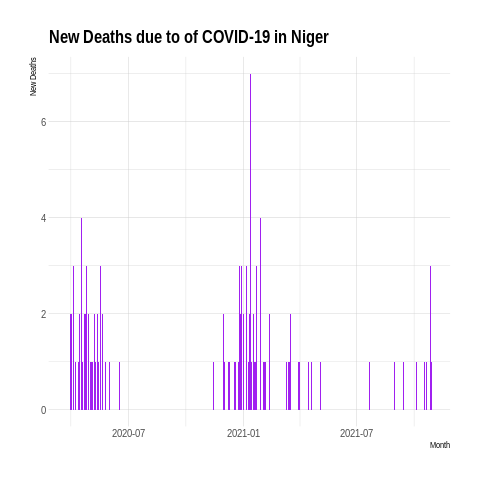 New Deaths due to of COVID-19 in Niger
New Deaths
6
4
2
0
2020-07 2021-01 2021-07
Month